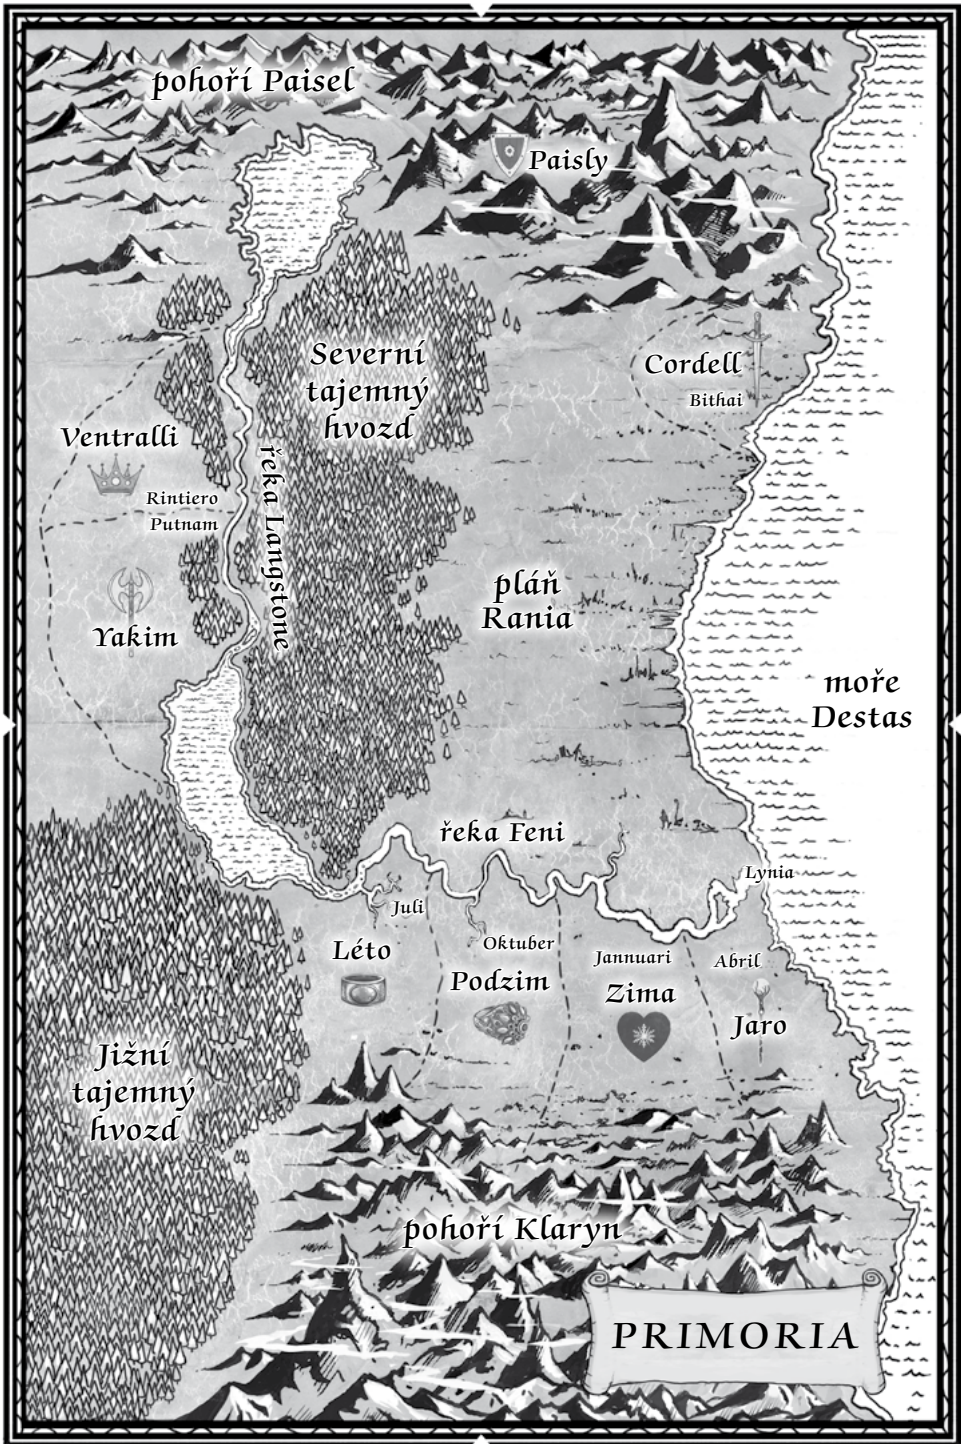 pohoří Paisel
Paisly
Severní
tajemný
hvozd
Cordell
Bithai
Ventralli
Rintiero
Putnam
řeka Langstone
Yakim
pláň
Rania
moře
Destas
řeka Feni
Lynia
Juli
Léto
Oktuber
Podzim
Jannuari
Zima
Abril
Jaro
Jižní
tajemný
hvozd
pohoří Klaryn
PRIMORIA